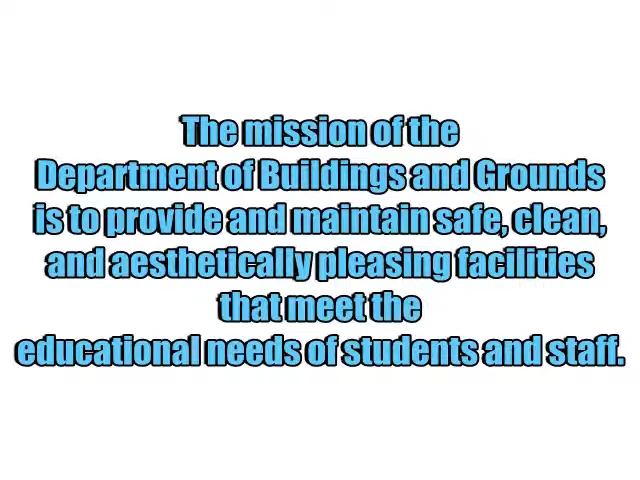 The mission of the
Department of Buildings and Grounds
is to provide and maintain safe, clean,
and aesthetically pleasing facilities
that meet the
educational needs of students and staff.